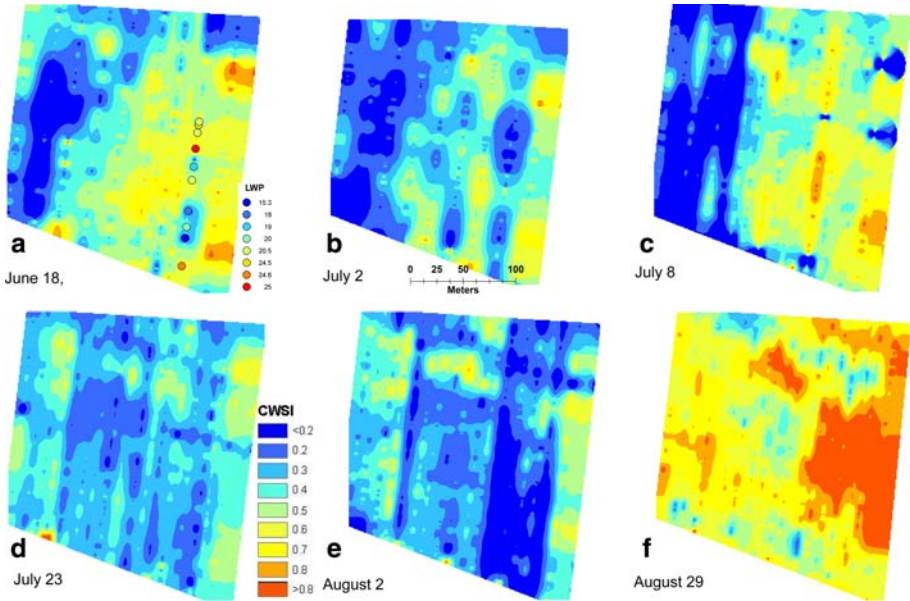 a
June 18,
LWP
15.3
18
19
20
20.5
24.5
24.6
25
b
July 2
0 25 50 100
Meters
c
July 8
d
July 23
CWSI
<0.2
0.2
0.3
0.4
0.5
0.6
0.7
0.8
>0.8
e
August 2
f
August 29